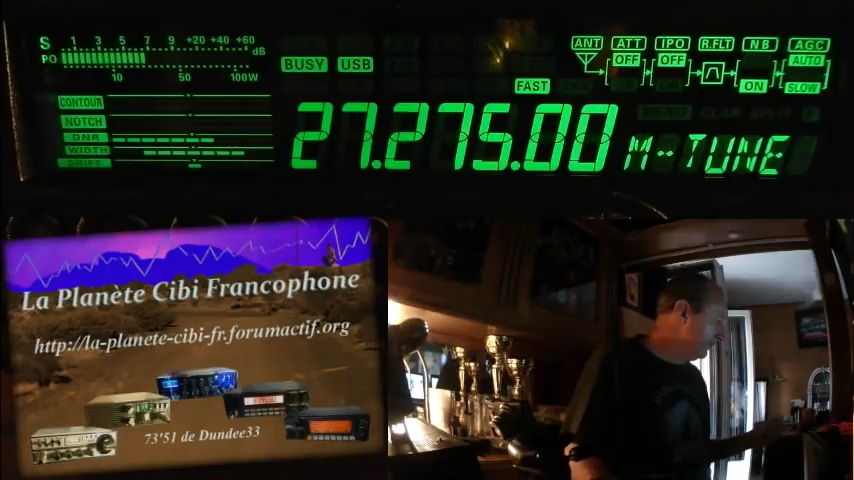 S 1 3 5 7 9 +20 +40 +60 dB
PO 10 50 100W
BUSY USB
ANT ATT IPO R.FLT NB AGC
OFF OFF AUTO
ON SLOW
FAST
CONTOUR
NOTCH
DNR
WIDTH
SHIFT
27.275.00 M-TUNE
La Planète Cibi Francophone
http://la-planete-cibi-fr.forumactif.org
73'51 de Dundee33